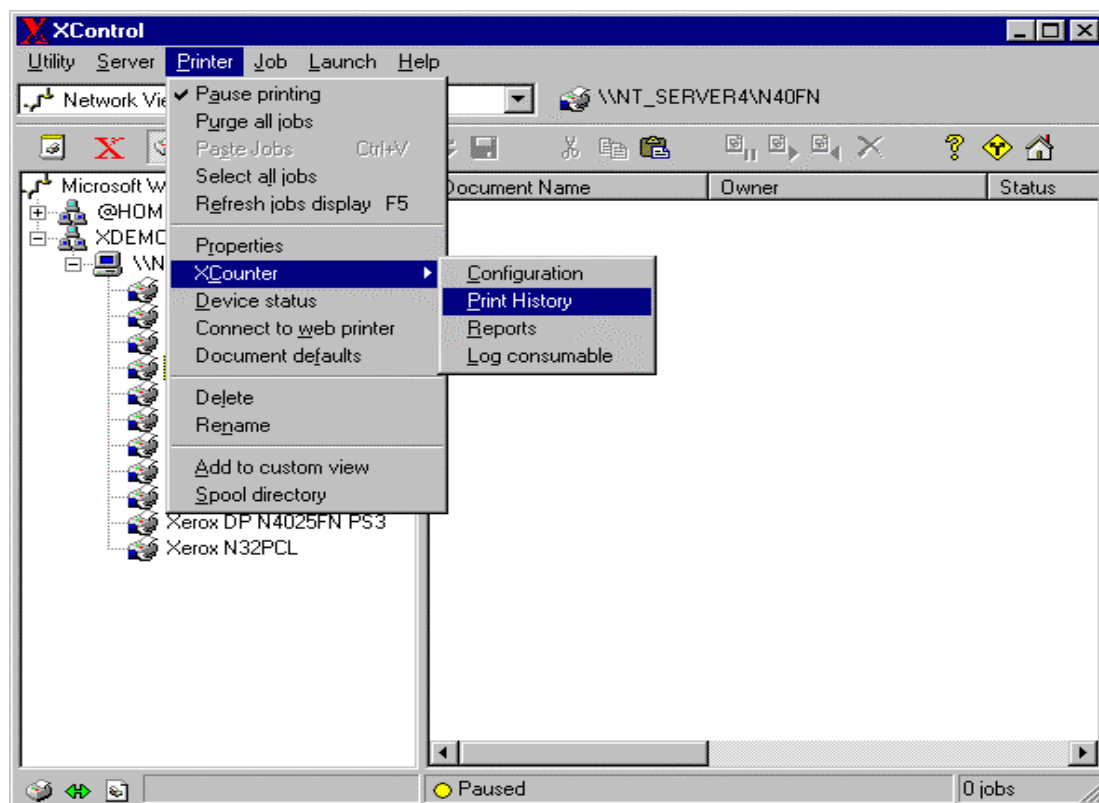 XControl
Utility Server Printer Job Launch Help
Network Vie
\\NT_SERVER4\N40FN
Pause printing
Purge all jobs
Paste Jobs Ctrl+V
Select all jobs
Refresh jobs display F5
Properties
XCounter
Device status
Connect to web printer
Document defaults
Delete
Rename
Add to custom view
Spool directory
Configuration
Print History
Reports
Log consumable
Microsoft W
@HOM
XDEMO
\\N
Xerox DP N4025FN PS3
Xerox N32PCL
Document Name Owner Status
Paused 0 jobs